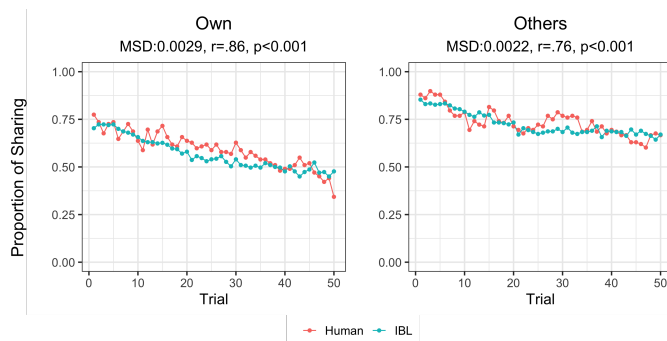 Own
MSD:0.0029, r=.86, p<0.001
Others
MSD:0.0022, r=.76, p<0.001
Proportion of Sharing
1.00
0.75
0.50
0.25
0.00
0 10 20 30 40 50
Trial
1.00
0.75
0.50
0.25
0.00
0 10 20 30 40 50
Trial
Human IBL